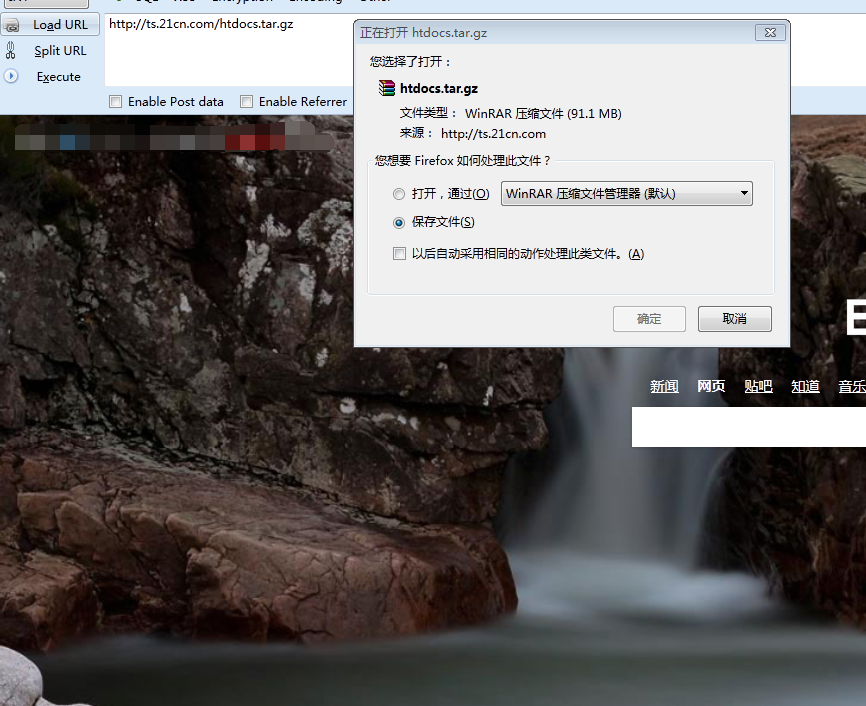 Load URL
http://ts.21cn.com/htdocs.tar.gz
Split URL
Execute
Enable Post data
Enable Referrer
正在打开 htdocs.tar.gz
您选择了打开：
htdocs.tar.gz
文件类型： WinRAR 压缩文件 (91.1 MB)
来源： http://ts.21cn.com
您想要 Firefox 如何处理此文件？
打开，通过(O) WinRAR 压缩文件管理器 (默认)
保存文件(S)
以后自动采用相同的动作处理此类文件。(A)
确定 取消
新闻 网页 贴吧 知道 音乐